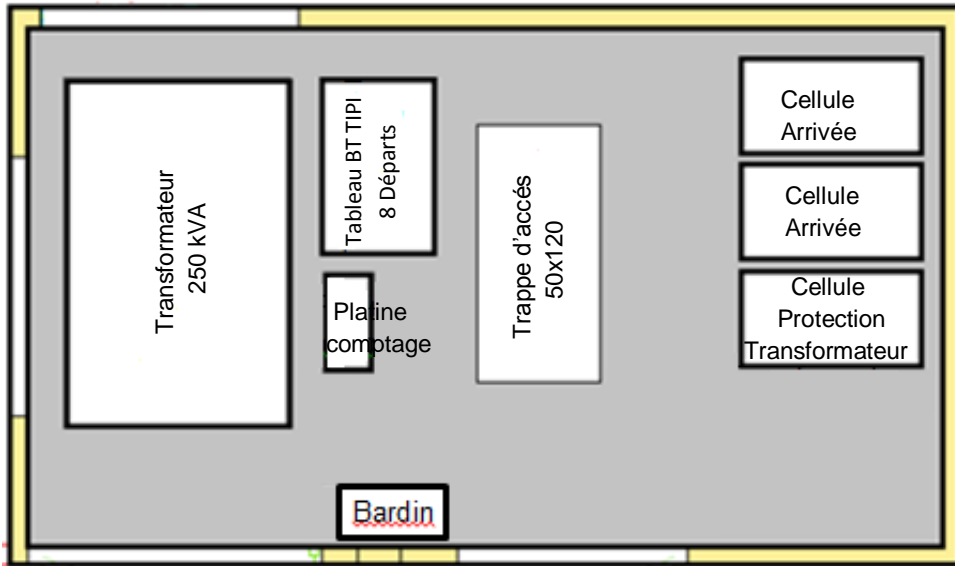 Transformateur
250 kVA
Tableau BT TIPI
8 Départs
Platine
comptage
Trappe d'accés
50x120
Cellule
Arrivée
Cellule
Arrivée
Cellule
Protection
Transformateur
Bardin